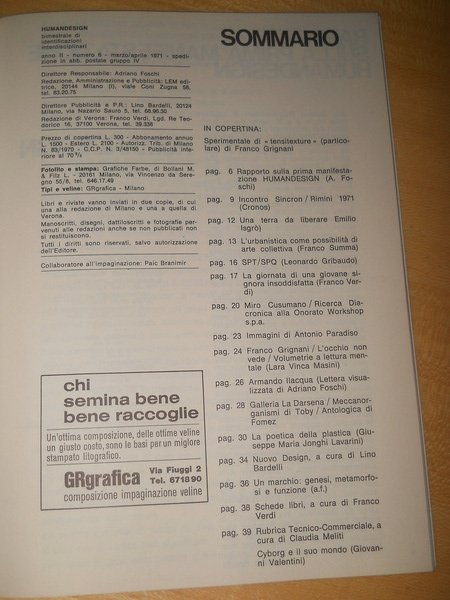 HUMANDESIGN
bimestrale di
identificazioni
interdisciplinari
anno II - numero 6 - marzo/aprile 1971 - spedi-
zione in abb. postale gruppo IV
Direttore Responsabile: Adriano Foschi
Redazione, Amministrazione e Pubblicità: LEM edi-
trice, 20144 Milano (I), viale Coni Zugna 56,
tel. 83.20.75
Direttore Pubblicità e P.R.: Lino Bardelli, 20124
Milano, via Nazario Sauro 5, tel. 68.96.30
Redazione di Verona: Franco Verdi, Lgd. Re Teo-
dorico 16, 37100 Verona, tel. 39.336
Prezzo di copertina L. 300 - Abbonamento annuo
L. 1500 - Estero L. 2100 - Autorizz. Trib. di Milano
N. 83/1970 - C.C.P. N. 3/48150 - Pubblicità infe-
riore al 70%
Fotolito e stampa: Grafiche Farbe, di Bollani M.
& Fitz L. - 20161 Milano, via Vincenzo da Sere-
gno 55/6, tel. 646.17.49
Tipi e veline: GRgrafica - Milano
Libri e riviste vanno inviati in due copie, di cui
una alla redazione di Milano e una a quella di
Verona.
Manoscritti, disegni, dattiloscritti e fotografie per-
venuti alle redazioni anche se non pubblicati non
si restituiscono.
Tutti i diritti sono riservati, salvo autorizzazione
dell'Editore.
Collaboratore all'impaginazione: Paic Branimir
chi
semina bene
bene raccoglie
Un'ottima composizione, delle ottime veline
un giusto costo, sono le basi per un migliore
stampato litografico.
GRgrafica Via Fiuggi 2
Tel. 671890
composizione impaginazione veline
SOMMARIO
IN COPERTINA:
Sperimentale di « tensitexture » (partico-
lare) di Franco Grignani
pag. 6 Rapporto sulla prima manifestazione
HUMANDESIGN (A. Fo-
schi)
pag. 9 Incontro Sincron / Rimini 1971
(Cronos)
pag. 12 Una terra da liberare Emilio
Isgrò)
pag. 13 L'urbanistica come possibilità di
arte collettiva (Franco Summa)
pag. 16 SPT/SPQ (Leonardo Gribaudo)
pag. 17 La giornata di una giovane si-
gnora insoddisfatta (Franco Ver-
di)
pag. 20 Miro Cusumano / Ricerca Dia-
cronica alla Onorato Workshop
s.p.a.
pag. 23 Immagini di Antonio Paradiso
pag. 24 Franco Grignani / L'occhio non
vede / Volumetrie a lettura men-
tale (Lara Vinca Masini)
pag. 26 Armando Ilacqua (Lettera visua-
lizzata di Adriano Foschi)
pag. 28 Galleria La Darsena / Meccanor-
ganismi di Toby / Antologica di
Fomez
pag. 30 La poetica della plastica (Giu-
seppe Maria Jonghi Lavarini)
pag. 34 Nuovo Design, a cura di Lino
Bardelli
pag. 36 Un marchio: genesi, metamorfo-
si e funzione (a.f.)
pag. 38 Schede libri, a cura di Franco
Verdi
pag. 39 Rubrica Tecnico-Commerciale, a
cura di Claudia Meliti
Cyborg e il suo mondo (Giovan-
ni Valentini)